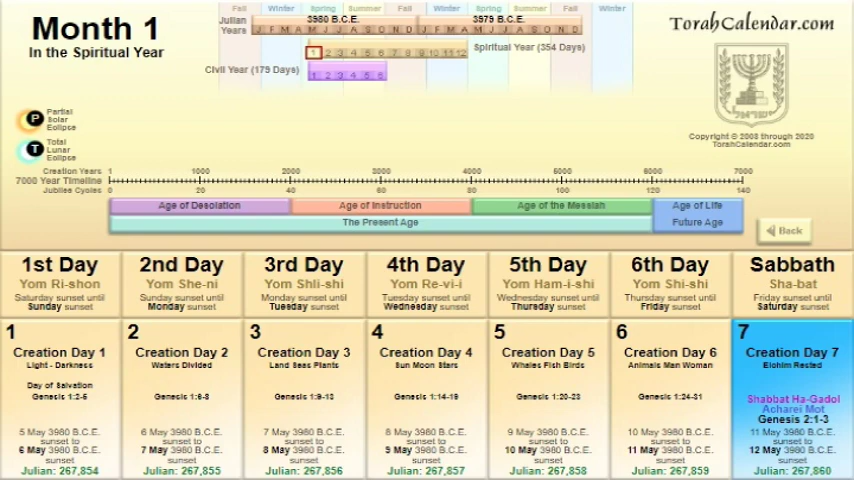 Month 1
In the Spiritual Year
Fall Winter Spring Summer Fall Winter Spring Summer Fall Winter
Julian Years
3980 B.C.E. 3979 B.C.E.
J F M A M J J A S O N D J F M A M J J A S O N D
1 2 3 4 5 6 7 8 9 10 11 12
Spiritual Year (354 Days)
Civil Year (179 Days)
1 2 3 4 5 6
TorahCalendar.com
Copyright © 2008 through 2020
TorahCalendar.com
P Partial Solar Eclipse
T Total Lunar Eclipse
Creation Years 1000 2000 3000 4000 5000 6000 7000
7000 Year Timeline
Jubilee Cycles 0 20 40 60 80 100 120 140
Age of Desolation Age of Instruction Age of the Messiah Age of Life
The Present Age Future Age
Back
1st Day 2nd Day 3rd Day 4th Day 5th Day 6th Day Sabbath
Yom Ri-shon Yom She-ni Yom Shli-shi Yom Re-vi-i Yom Ham-i-shi Yom Shi-shi Sha-bat
Saturday sunset until Sunday sunset until Monday sunset until Tuesday sunset until Wednesday sunset until Thursday sunset until Friday sunset until
Sunday sunset Monday sunset Tuesday sunset Wednesday sunset Thursday sunset Friday sunset Saturday sunset
1 2 3 4 5 6 7
Creation Day 1 Creation Day 2 Creation Day 3 Creation Day 4 Creation Day 5 Creation Day 6 Creation Day 7
Light - Darkness Waters Divided Land Seas Plants Sun Moon Stars Whales Fish Birds Animals Man Woman Elohim Rested
Day of Salvation
Shabbat Ha-Gadol
Acharei Mot
Genesis 1:2-5 Genesis 1:6-8 Genesis 1:9-13 Genesis 1:14-19 Genesis 1:20-23 Genesis 1:24-31 Genesis 2:1-3
5 May 3980 B.C.E. 6 May 3980 B.C.E. 7 May 3980 B.C.E. 8 May 3980 B.C.E. 9 May 3980 B.C.E. 10 May 3980 B.C.E. 11 May 3980 B.C.E.
sunset to sunset to sunset to sunset to sunset to sunset to sunset to
6 May 3980 B.C.E. 7 May 3980 B.C.E. 8 May 3980 B.C.E. 9 May 3980 B.C.E. 10 May 3980 B.C.E. 11 May 3980 B.C.E. 12 May 3980 B.C.E.
sunset sunset sunset sunset sunset sunset sunset
Julian: 267,854 Julian: 267,855 Julian: 267,856 Julian: 267,857 Julian: 267,858 Julian: 267,859 Julian: 267,860